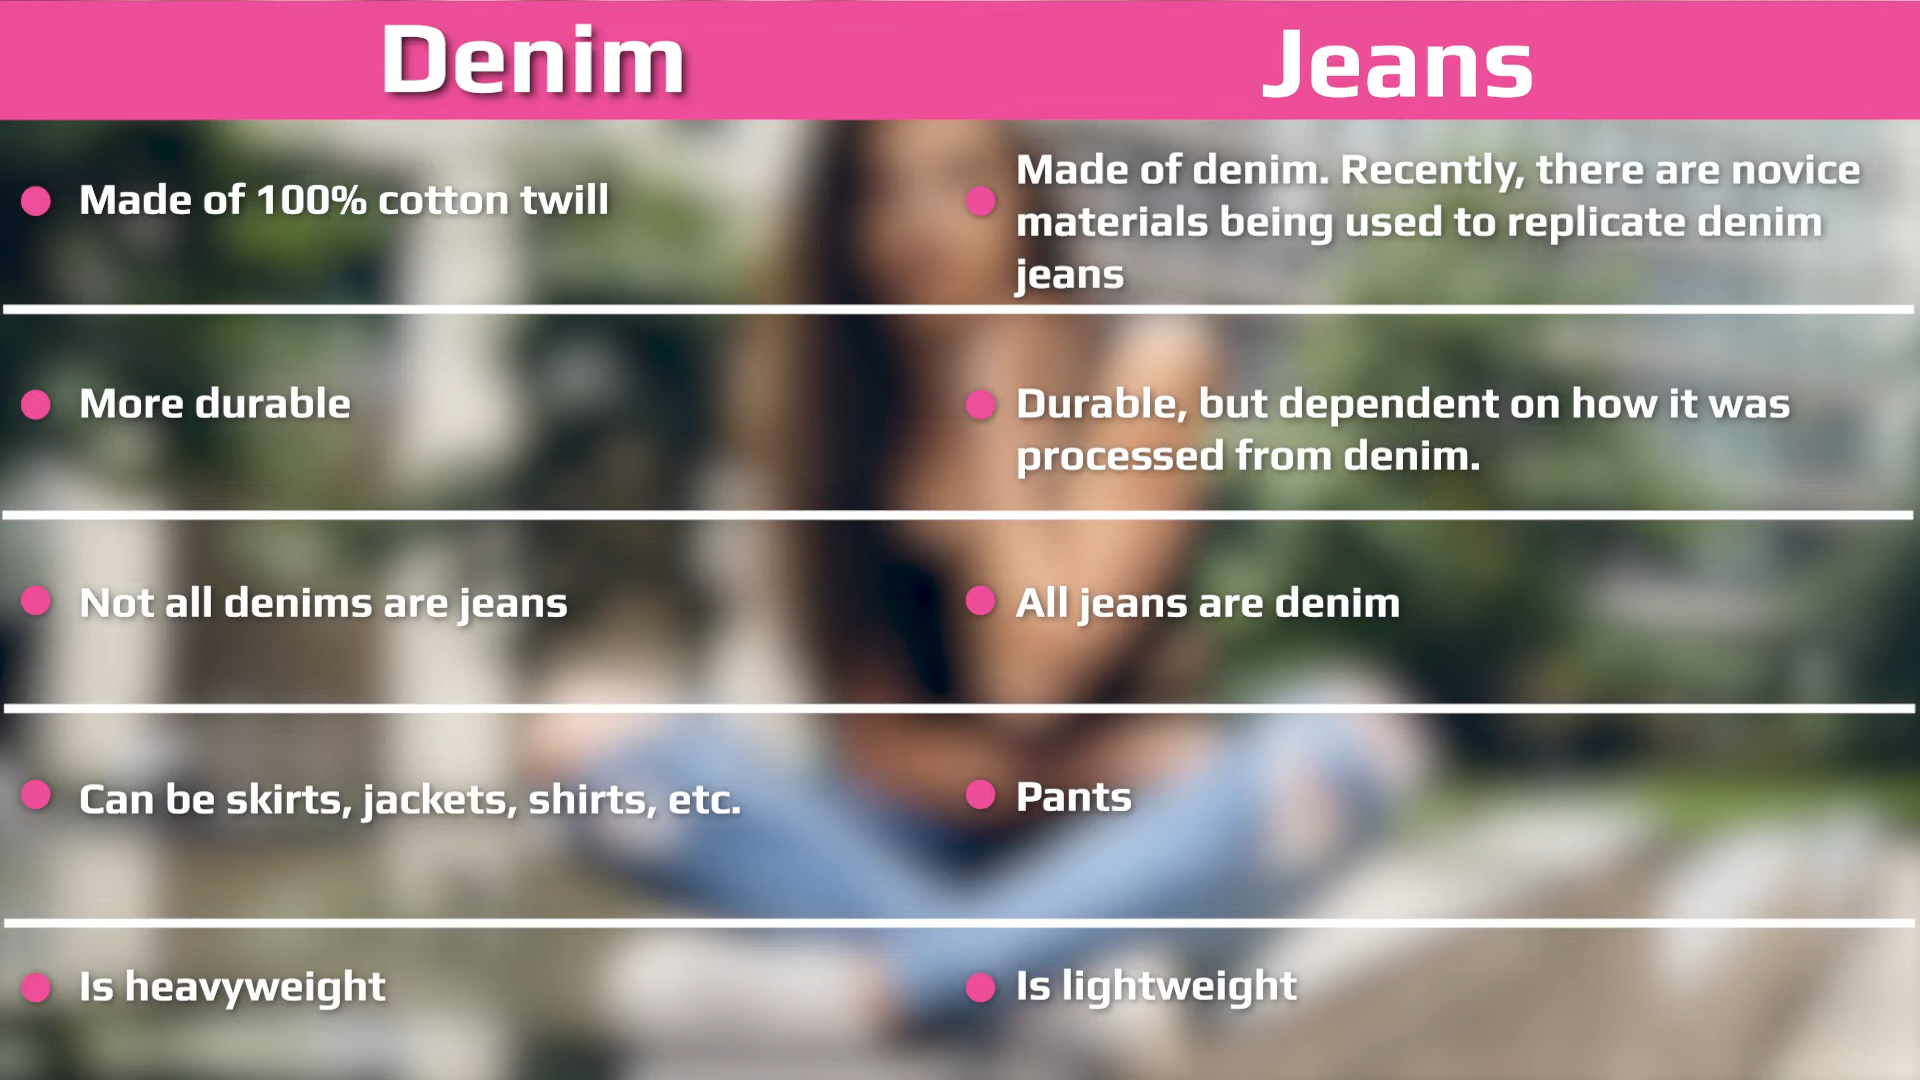 Denim
Jeans
Made of 100% cotton twill
Made of denim. Recently, there are novice
materials being used to replicate denim
jeans
More durable
Durable, but dependent on how it was
processed from denim.
Not all denims are jeans
All jeans are denim
Can be skirts, jackets, shirts, etc.
Pants
Is heavyweight
Is lightweight